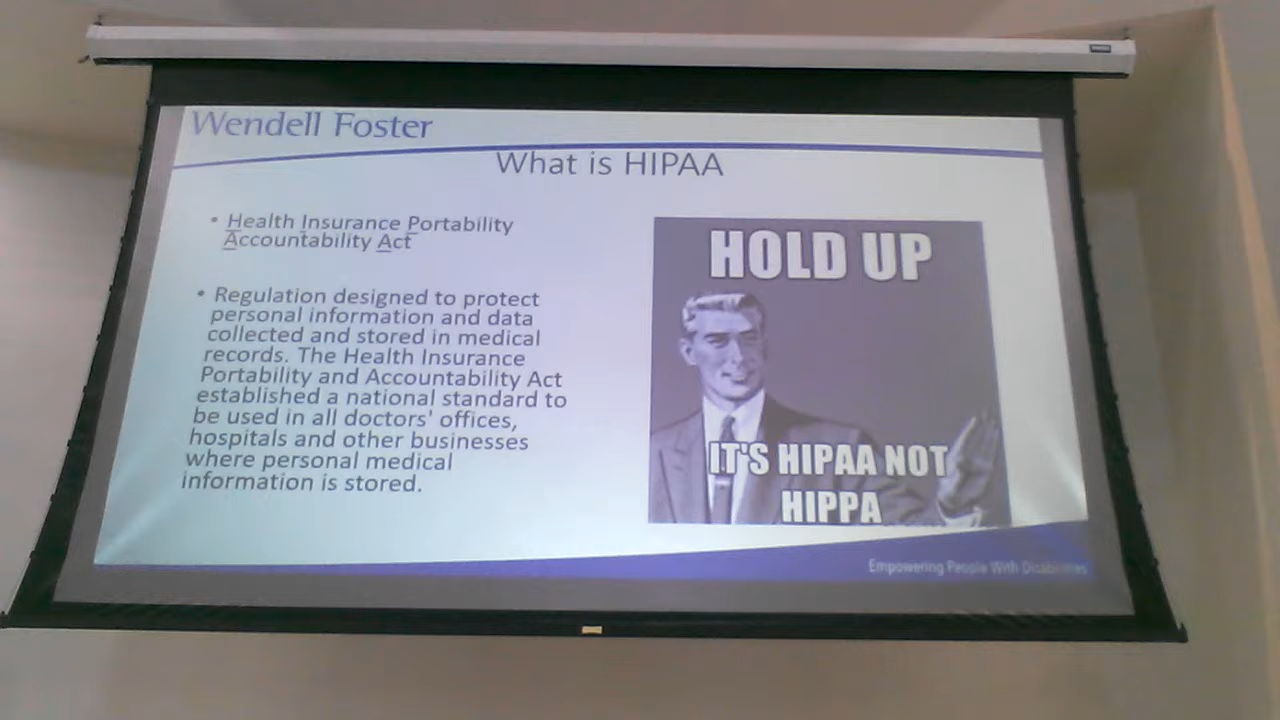 Wendell Foster
What is HIPAA
• Health Insurance Portability
Accountability Act
• Regulation designed to protect
personal information and data
collected and stored in medical
records. The Health Insurance
Portability and Accountability Act
established a national standard to
be used in all doctors' offices,
hospitals and other businesses
where personal medical
information is stored.
HOLD UP
IT'S HIPAA NOT
HIPPA
Empowering People With Disabilities